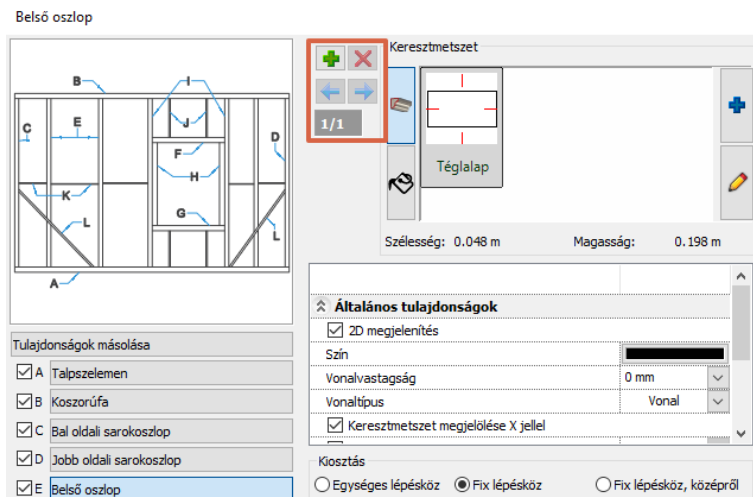 Belső oszlop
B
I
C
E
J
D
F
H
K
G
L
L
A
1/1
Keresztmetszet
Téglalap
Szélesség: 0.048 m
Magasság: 0.198 m
Általános tulajdonságok
2D megjelenítés
Szín
Vonalvastagság
0 mm
Vonaltípus
Vonal
Keresztmetszet megjelölése X jellel
Tulajdonságok másolása
A Talpszelemen
B Koszorúfa
C Bal oldali sarokoszlop
D Jobb oldali sarokoszlop
E Belső oszlop
Kiosztás
Egységes lépésköz
Fix lépésköz
Fix lépésköz, középről